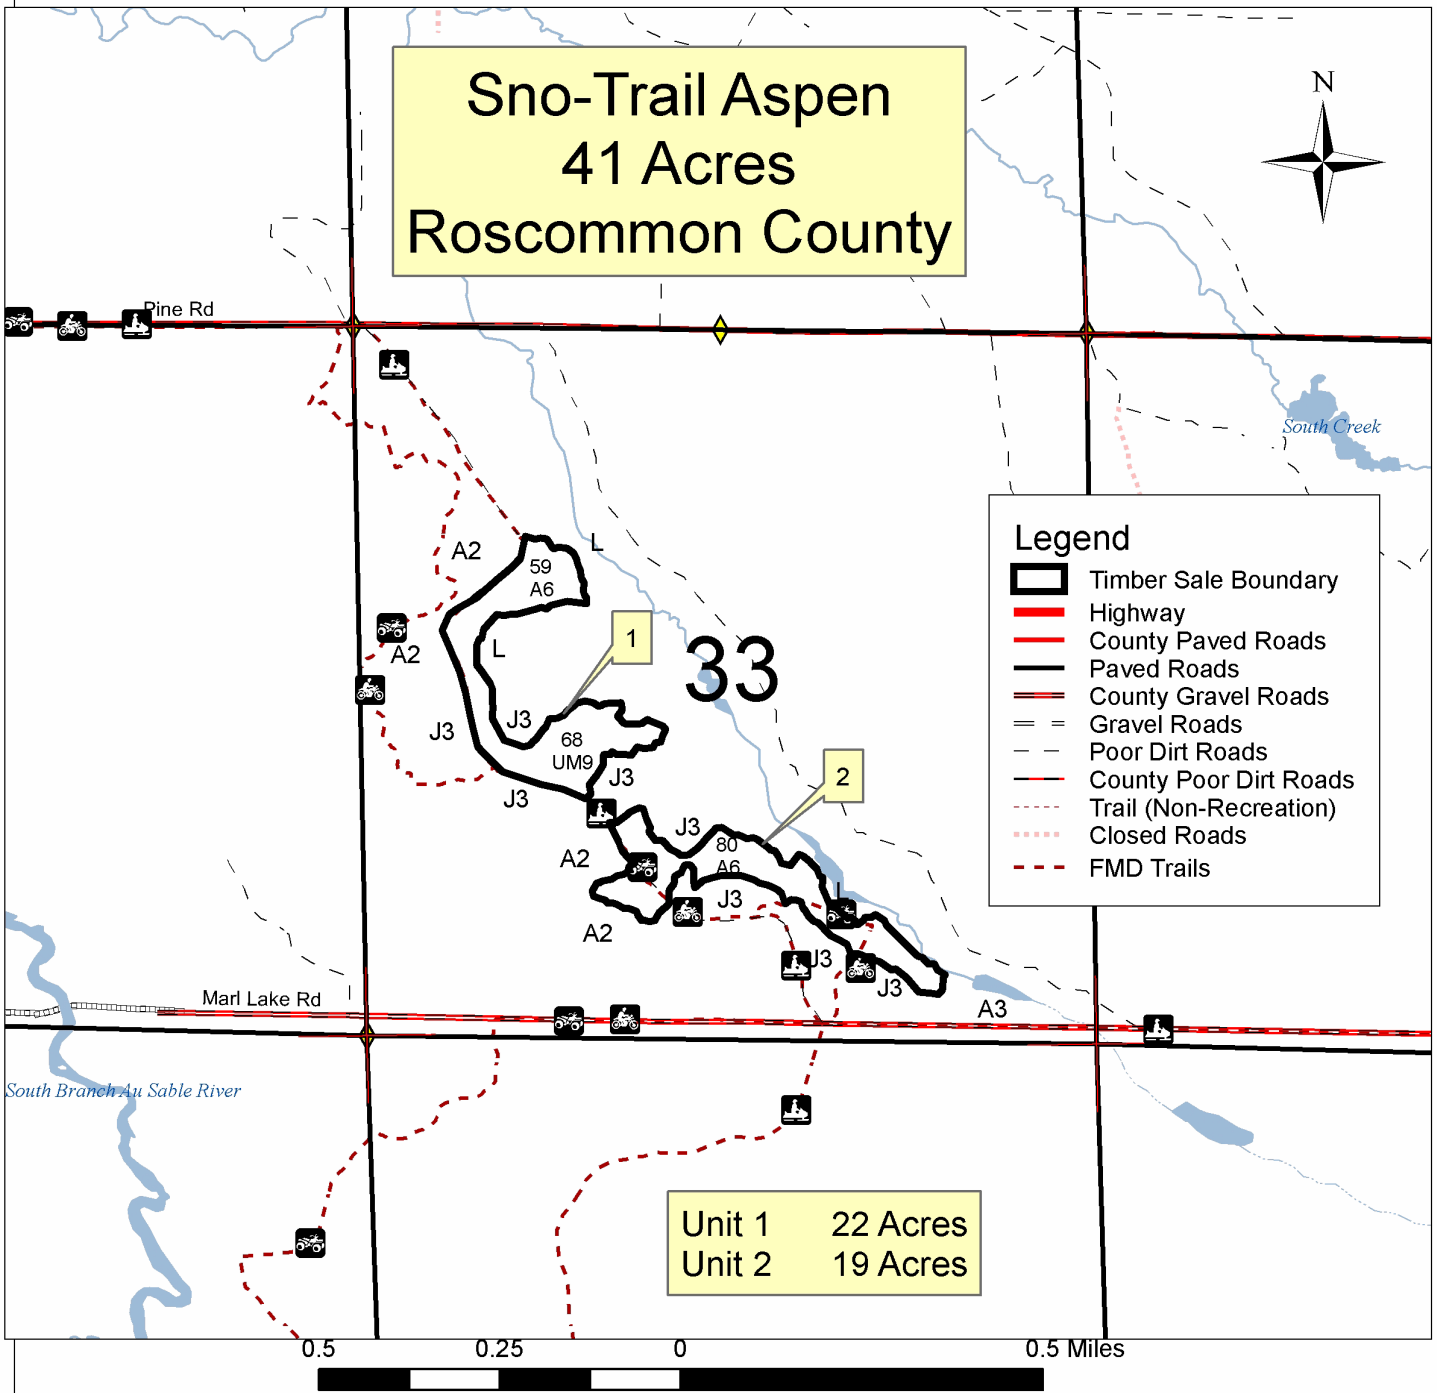 Sno-Trail Aspen
41 Acres
Roscommon County
N
Pine Rd
South Creek
Legend
Timber Sale Boundary
Highway
County Paved Roads
Paved Roads
County Gravel Roads
Gravel Roads
Poor Dirt Roads
County Poor Dirt Roads
Trail (Non-Recreation)
Closed Roads
FMD Trails
A2
L
59
A6
1
A2
L
33
J3
J3
68
UM9
J3
J3
2
J3
80
A6
A2
J3
L
A2
J3
J3
A3
Marl Lake Rd
South Branch Au Sable River
Unit 1 22 Acres
Unit 2 19 Acres
0.5 0.25 0 0.5 Miles